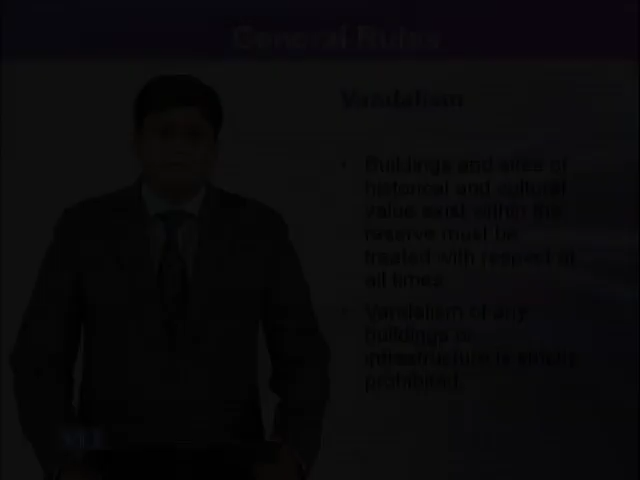 General Rules
Vandalism
• Buildings and sites of
historical and cultural
value exist within the
reserve must be
treated with respect at
all times
• Vandalism of any
buildings or
infrastructure is strictly
prohibited